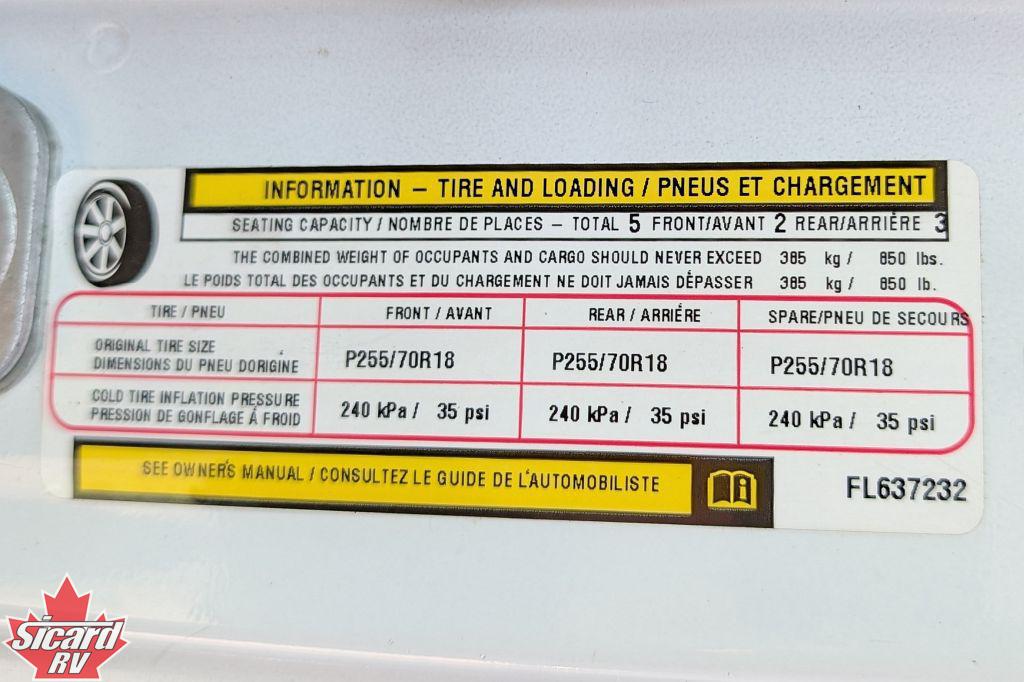 INFORMATION – TIRE AND LOADING / PNEUS ET CHARGEMENT
SEATING CAPACITY / NOMBRE DE PLACES – TOTAL 5 FRONT/AVANT 2 REAR/ARRIÈRE 3
THE COMBINED WEIGHT OF OCCUPANTS AND CARGO SHOULD NEVER EXCEED 385 kg / 850 lbs.
LE POIDS TOTAL DES OCCUPANTS ET DU CHARGEMENT NE DOIT JAMAIS DÉPASSER 385 kg / 850 lb.
TIRE / PNEU FRONT / AVANT REAR / ARRIÉRE SPARE/PNEU DE SECOURS
ORIGINAL TIRE SIZE
DIMENSIONS DU PNEU DORIGINE P255/70R18 P255/70R18 P255/70R18
COLD TIRE INFLATION PRESSURE
PRESSION DE GONFLAGE Á FROID 240 kPa / 35 psi 240 kPa / 35 psi 240 kPa / 35 psi
SEE OWNER'S MANUAL / CONSULTEZ LE GUIDE DE L'AUTOMOBILISTE
FL637232
Sicard
RV